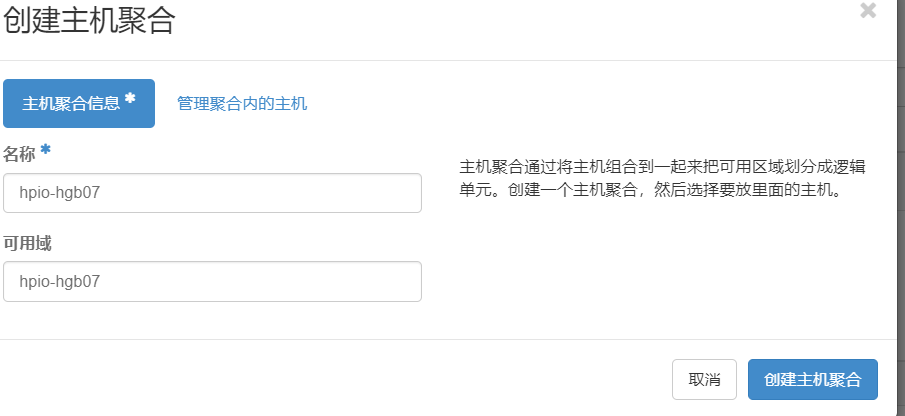 创建主机聚合
×
主机聚合信息 *
管理聚合内的主机
名称 *
hpio-hgb07
可用域
hpio-hgb07
主机聚合通过将主机组合到一起来把可用区域划分成逻辑
单元。创建一个主机聚合，然后选择要放里面的主机。
取消
创建主机聚合